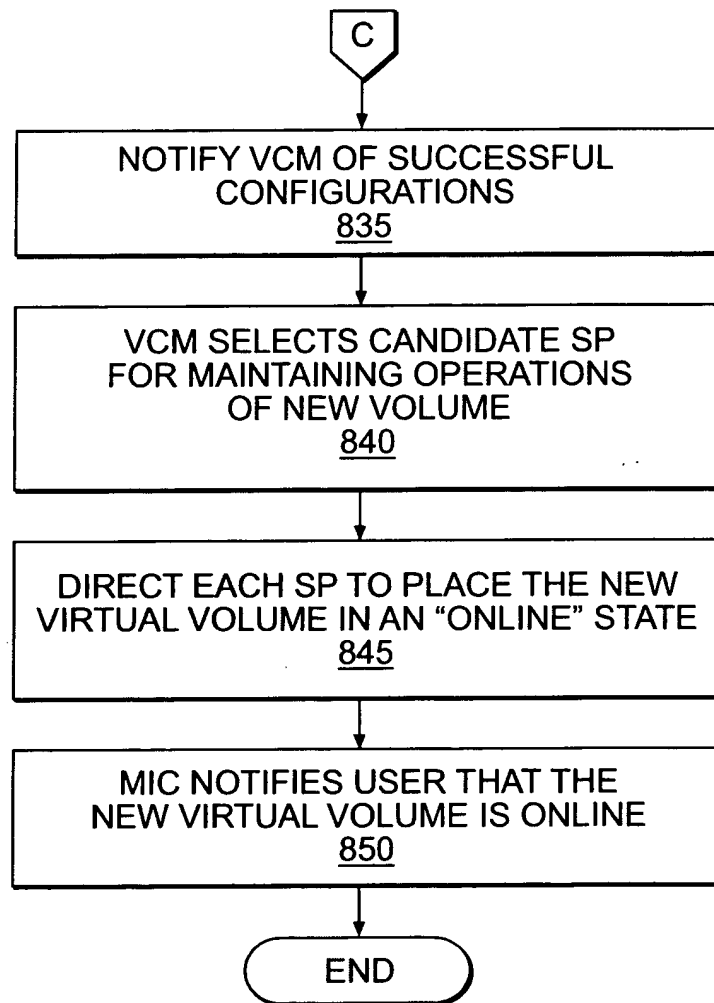 C
NOTIFY VCM OF SUCCESSFUL
CONFIGURATIONS
835
VCM SELECTS CANDIDATE SP
FOR MAINTAINING OPERATIONS
OF NEW VOLUME
840
DIRECT EACH SP TO PLACE THE NEW
VIRTUAL VOLUME IN AN “ONLINE” STATE
845
MIC NOTIFIES USER THAT THE
NEW VIRTUAL VOLUME IS ONLINE
850
END